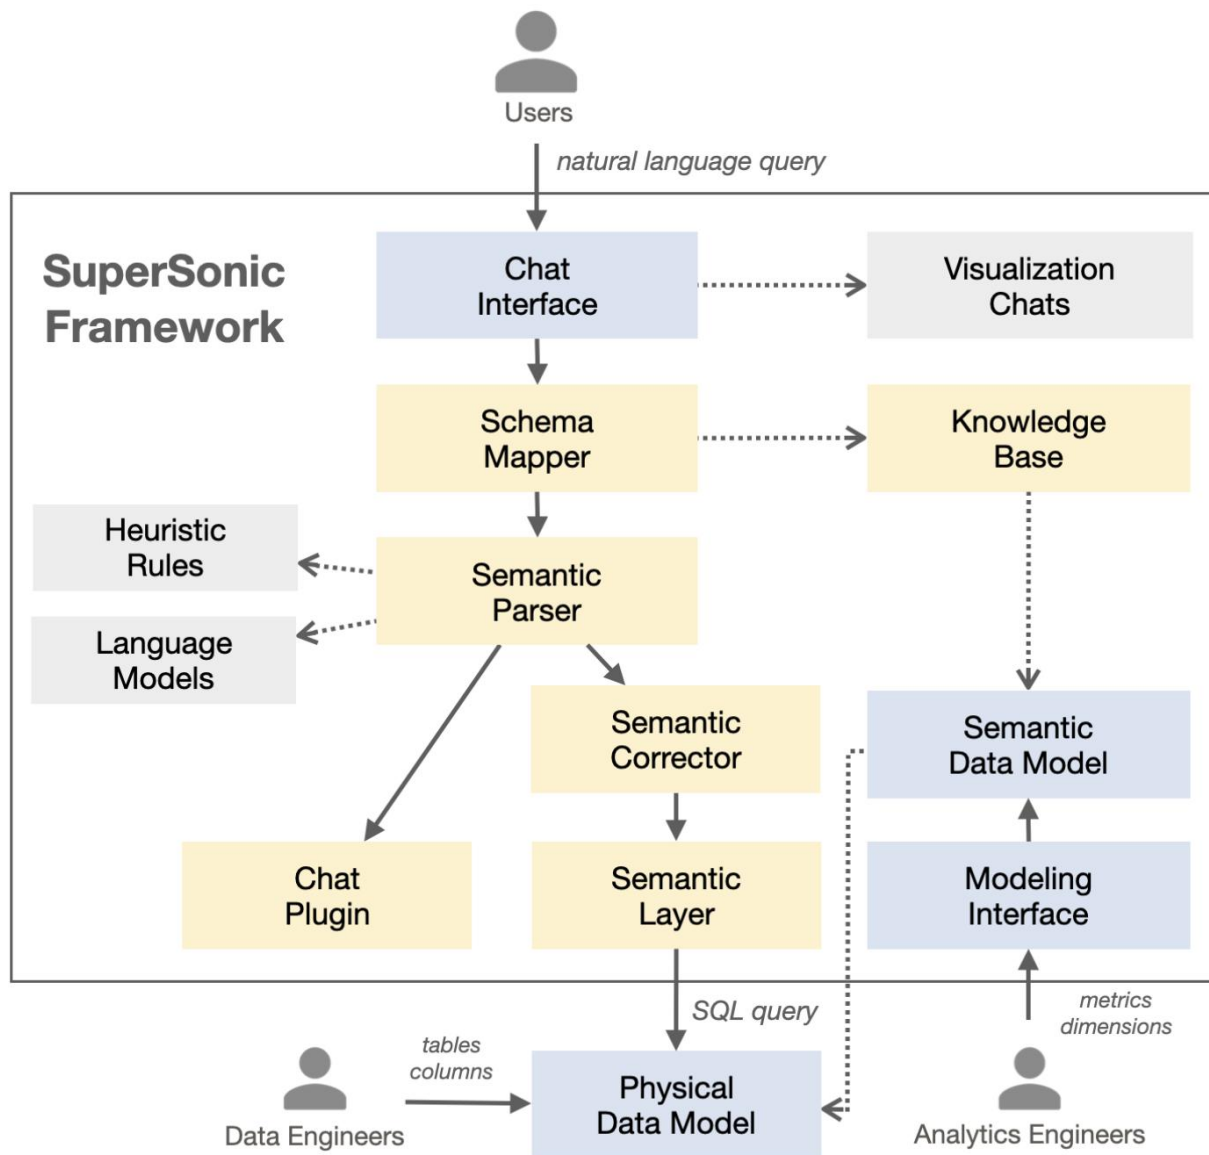 Users
natural language query
SuperSonic
Framework
Chat
Interface
Visualization
Chats
Schema
Mapper
Knowledge
Base
Heuristic
Rules
Semantic
Parser
Language
Models
Semantic
Corrector
Semantic
Data Model
Chat
Plugin
Semantic
Layer
Modeling
Interface
SQL query
metrics
dimensions
tables
columns
Physical
Data Model
Data Engineers
Analytics Engineers